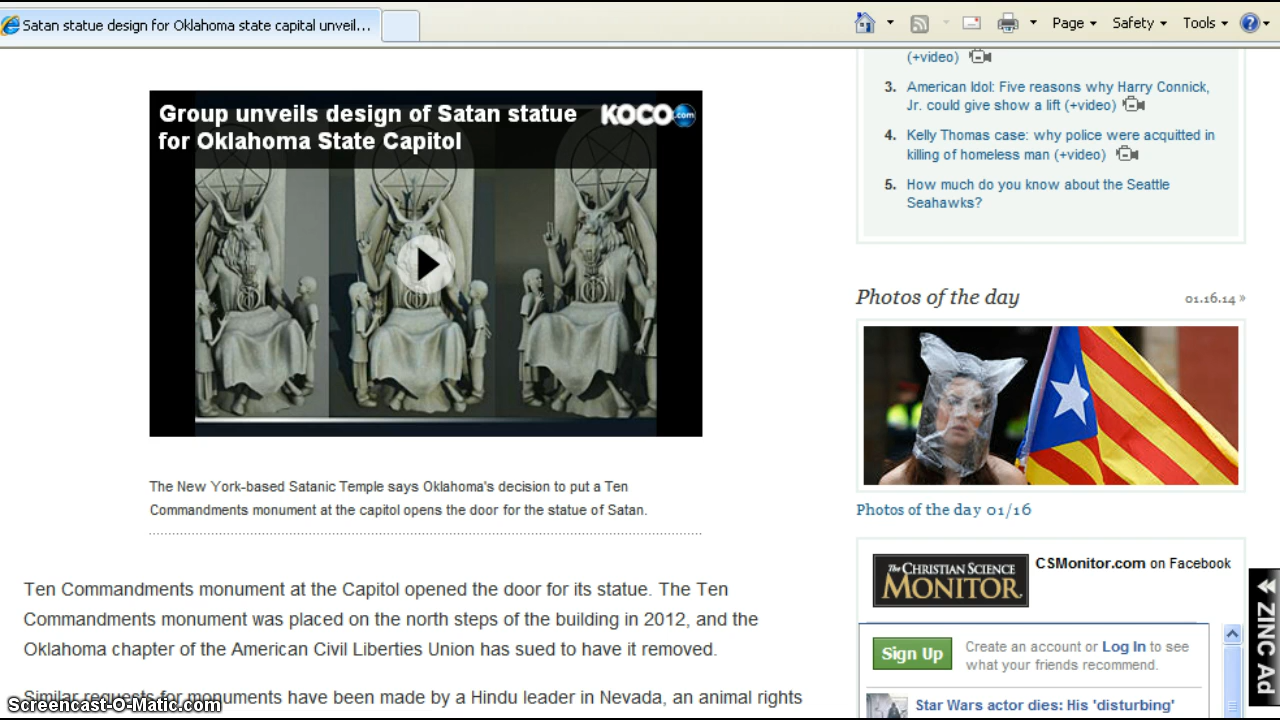 Satan statue design for Oklahoma state capital unveil...
Page
Safety
Tools
Group unveils design of Satan statue
for Oklahoma State Capitol
KOCO.com
The New York-based Satanic Temple says Oklahoma's decision to put a Ten
Commandments monument at the capitol opens the door for the statue of Satan.
Ten Commandments monument at the Capitol opened the door for its statue. The Ten
Commandments monument was placed on the north steps of the building in 2012, and the
Oklahoma chapter of the American Civil Liberties Union has sued to have it removed.
Similar requests for monuments have been made by a Hindu leader in Nevada, an animal rights
Screencast-O-Matic.com
(+video)
3. American Idol: Five reasons why Harry Connick,
Jr. could give show a lift (+video)
4. Kelly Thomas case: why police were acquitted in
killing of homeless man (+video)
5. How much do you know about the Seattle
Seahawks?
Photos of the day
01.16.14 »
Photos of the day 01/16
The CHRISTIAN SCIENCE
MONITOR
CSMonitor.com on Facebook
Sign Up
Create an account or Log In to see
what your friends recommend.
Star Wars actor dies: His 'disturbing'
ZINC Ad